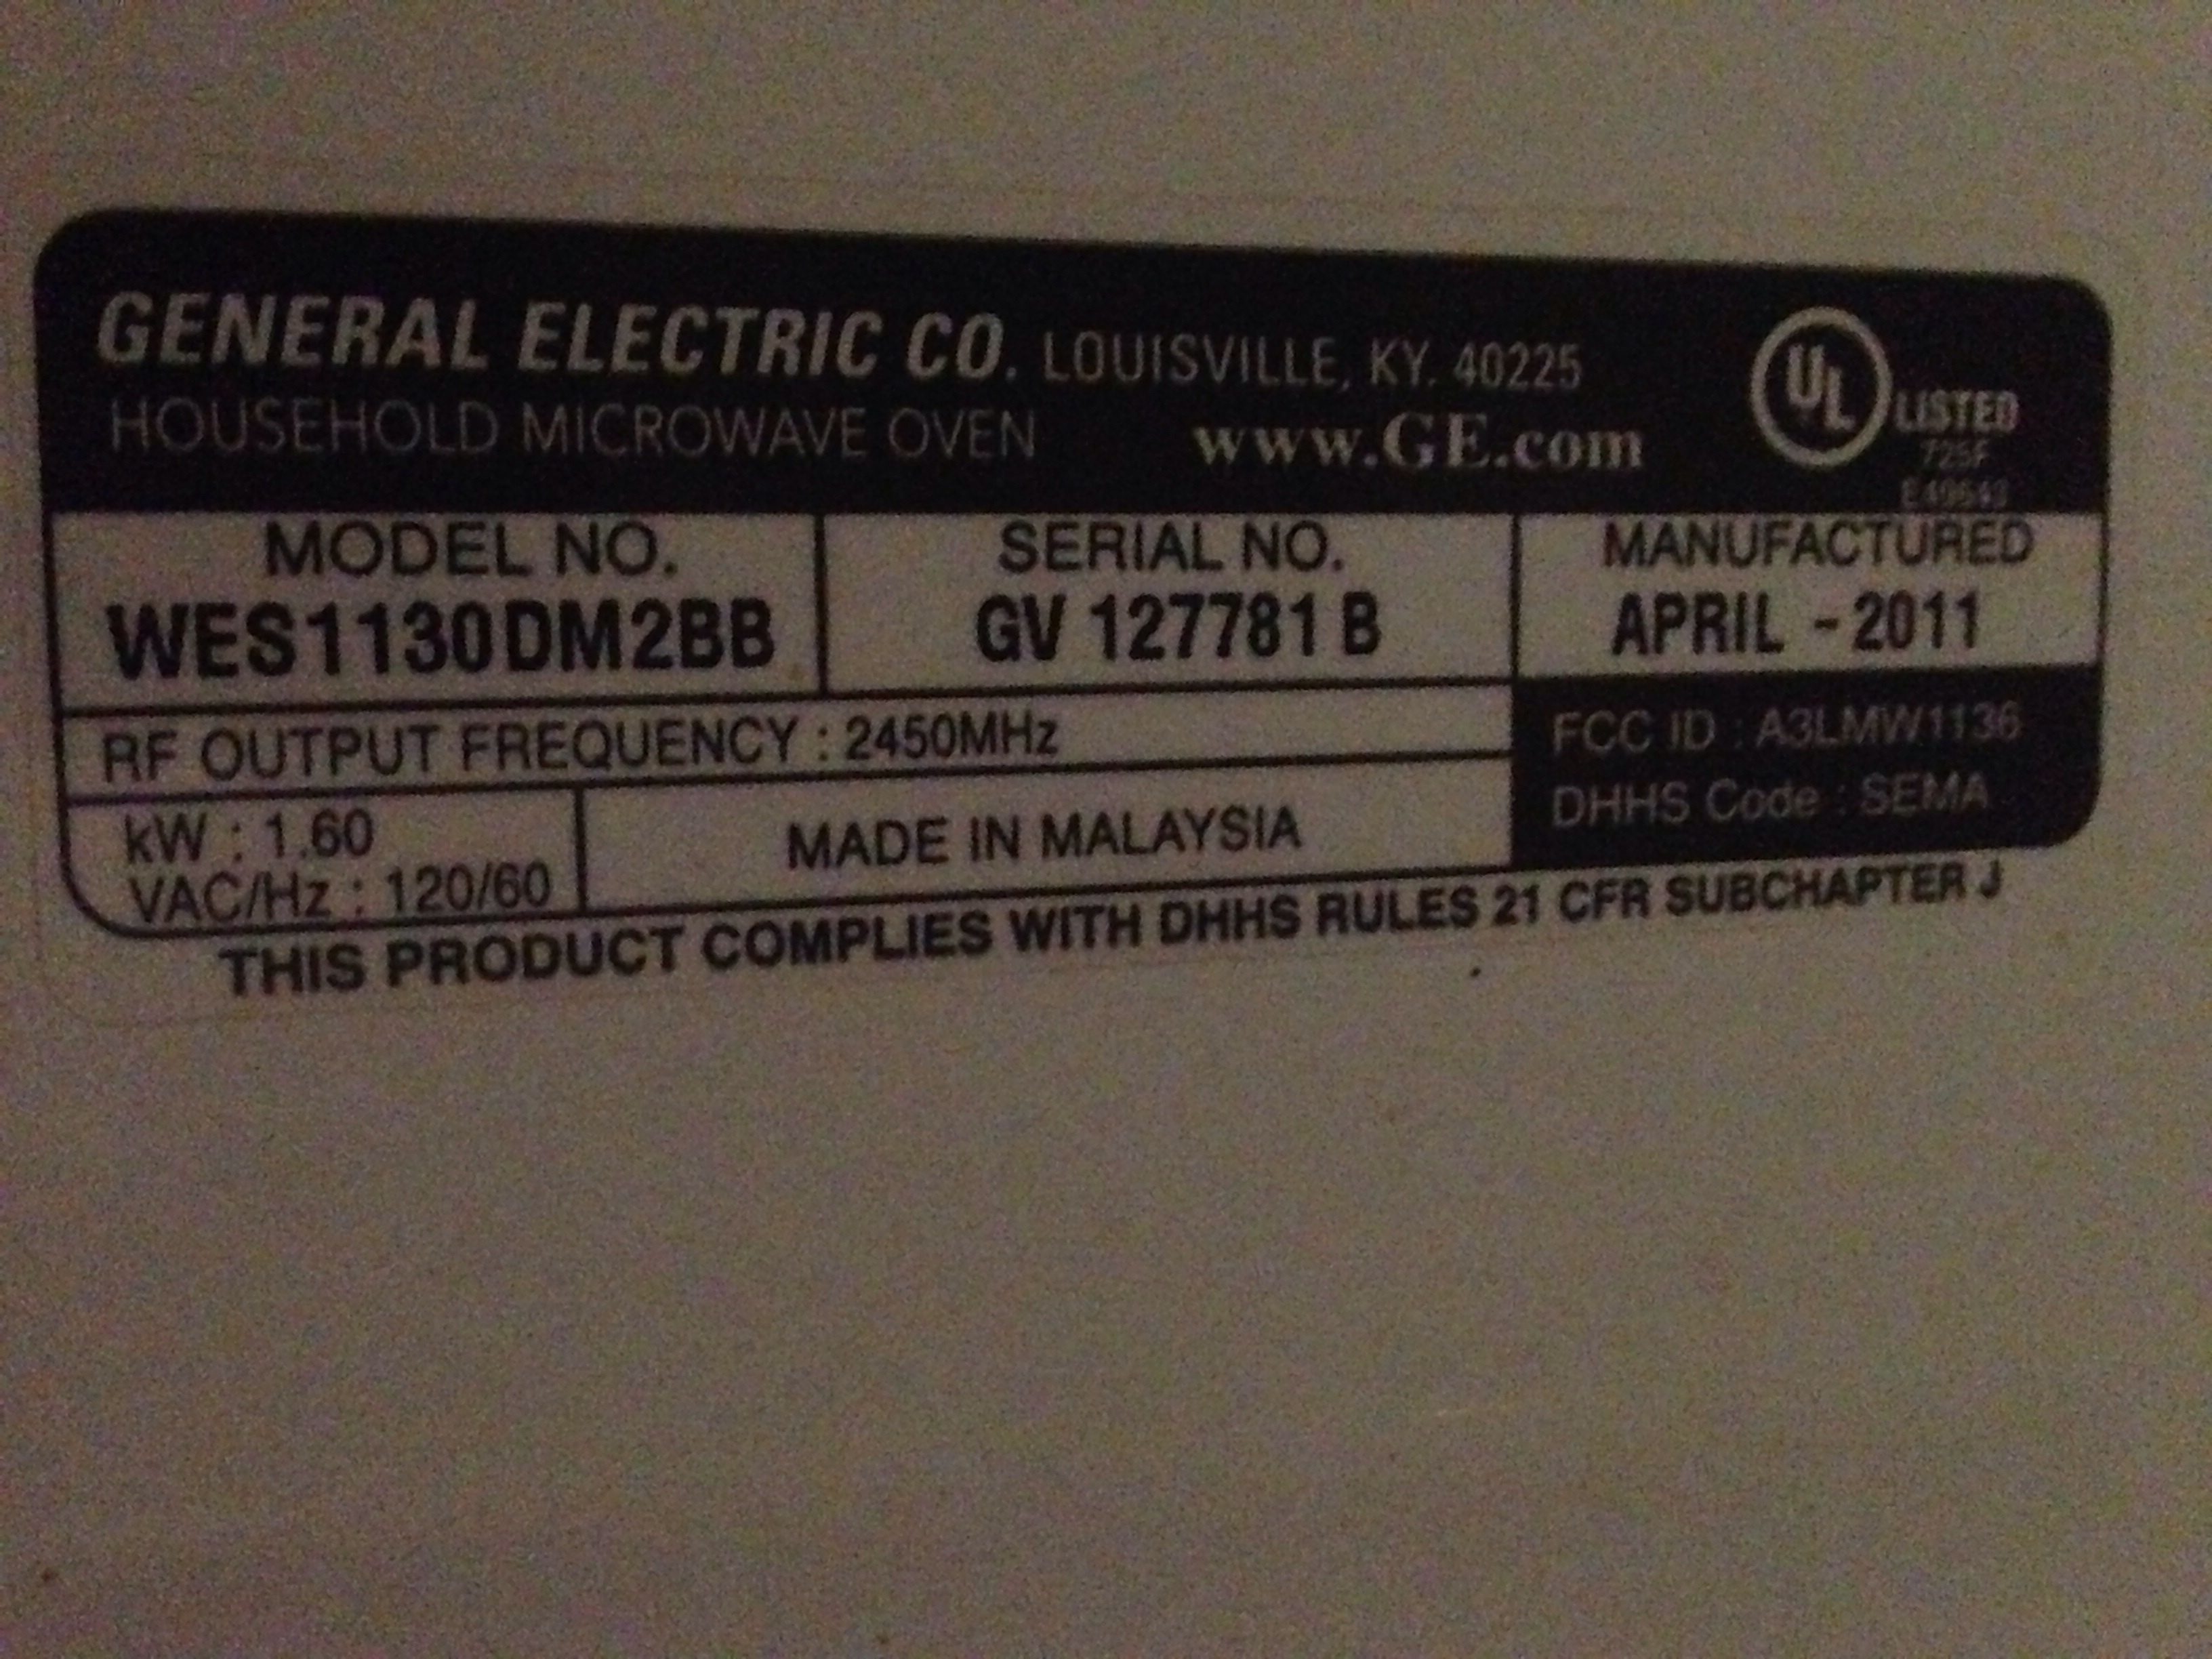 GENERAL ELECTRIC CO. LOUISVILLE, KY. 40225
HOUSEHOLD MICROWAVE OVEN www.GE.com
UL LISTED
725F
MODEL NO.
WES1130DM2BB
SERIAL NO.
GV 127781 B
MANUFACTURED
APRIL - 2011
RF OUTPUT FREQUENCY : 2450MHz
FCC ID : A3LMW1136
DHHS Code : SEMA
kW : 1.60
VAC/Hz : 120/60
MADE IN MALAYSIA
THIS PRODUCT COMPLIES WITH DHHS RULES 21 CFR SUBCHAPTER J